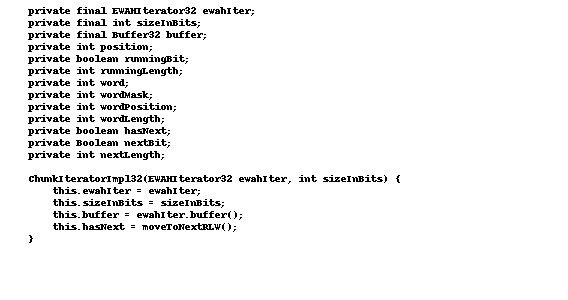 private final EWAHIterator32 ewahIter;
private final int sizeInBits;
private final Buffer32 buffer;
private int position;
private boolean runningBit;
private int runningLength;
private int word;
private int wordMask;
private int wordPosition;
private int wordLength;
private boolean hasNext;
private Boolean nextBit;
private int nextLength;
ChunkIteratorImpl32(EWAHIterator32 ewahIter, int sizeInBits) {
this.ewahIter = ewahIter;
this.sizeInBits = sizeInBits;
this.buffer = ewahIter.buffer();
this.hasNext = moveToNextRLW();
}